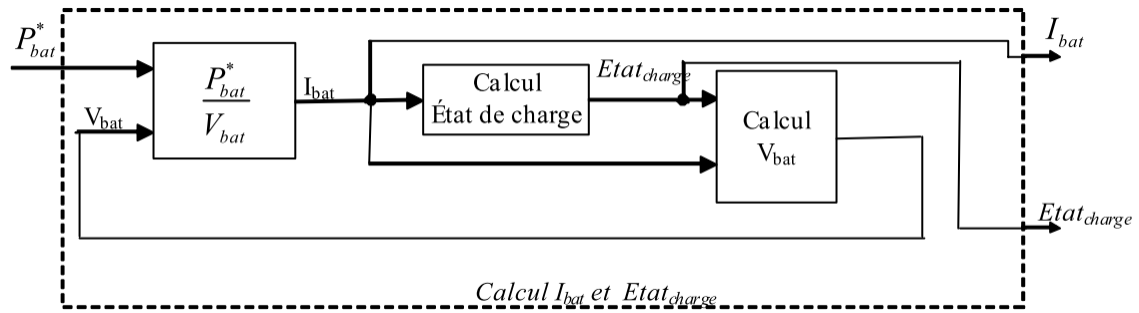 P*bat
Vbat
P*bat
Vbat
Ibat
Calcul
État de charge
Etatcharge
Calcul
Vbat
Ibat
Etatcharge
Calcul Ibat et Etatcharge